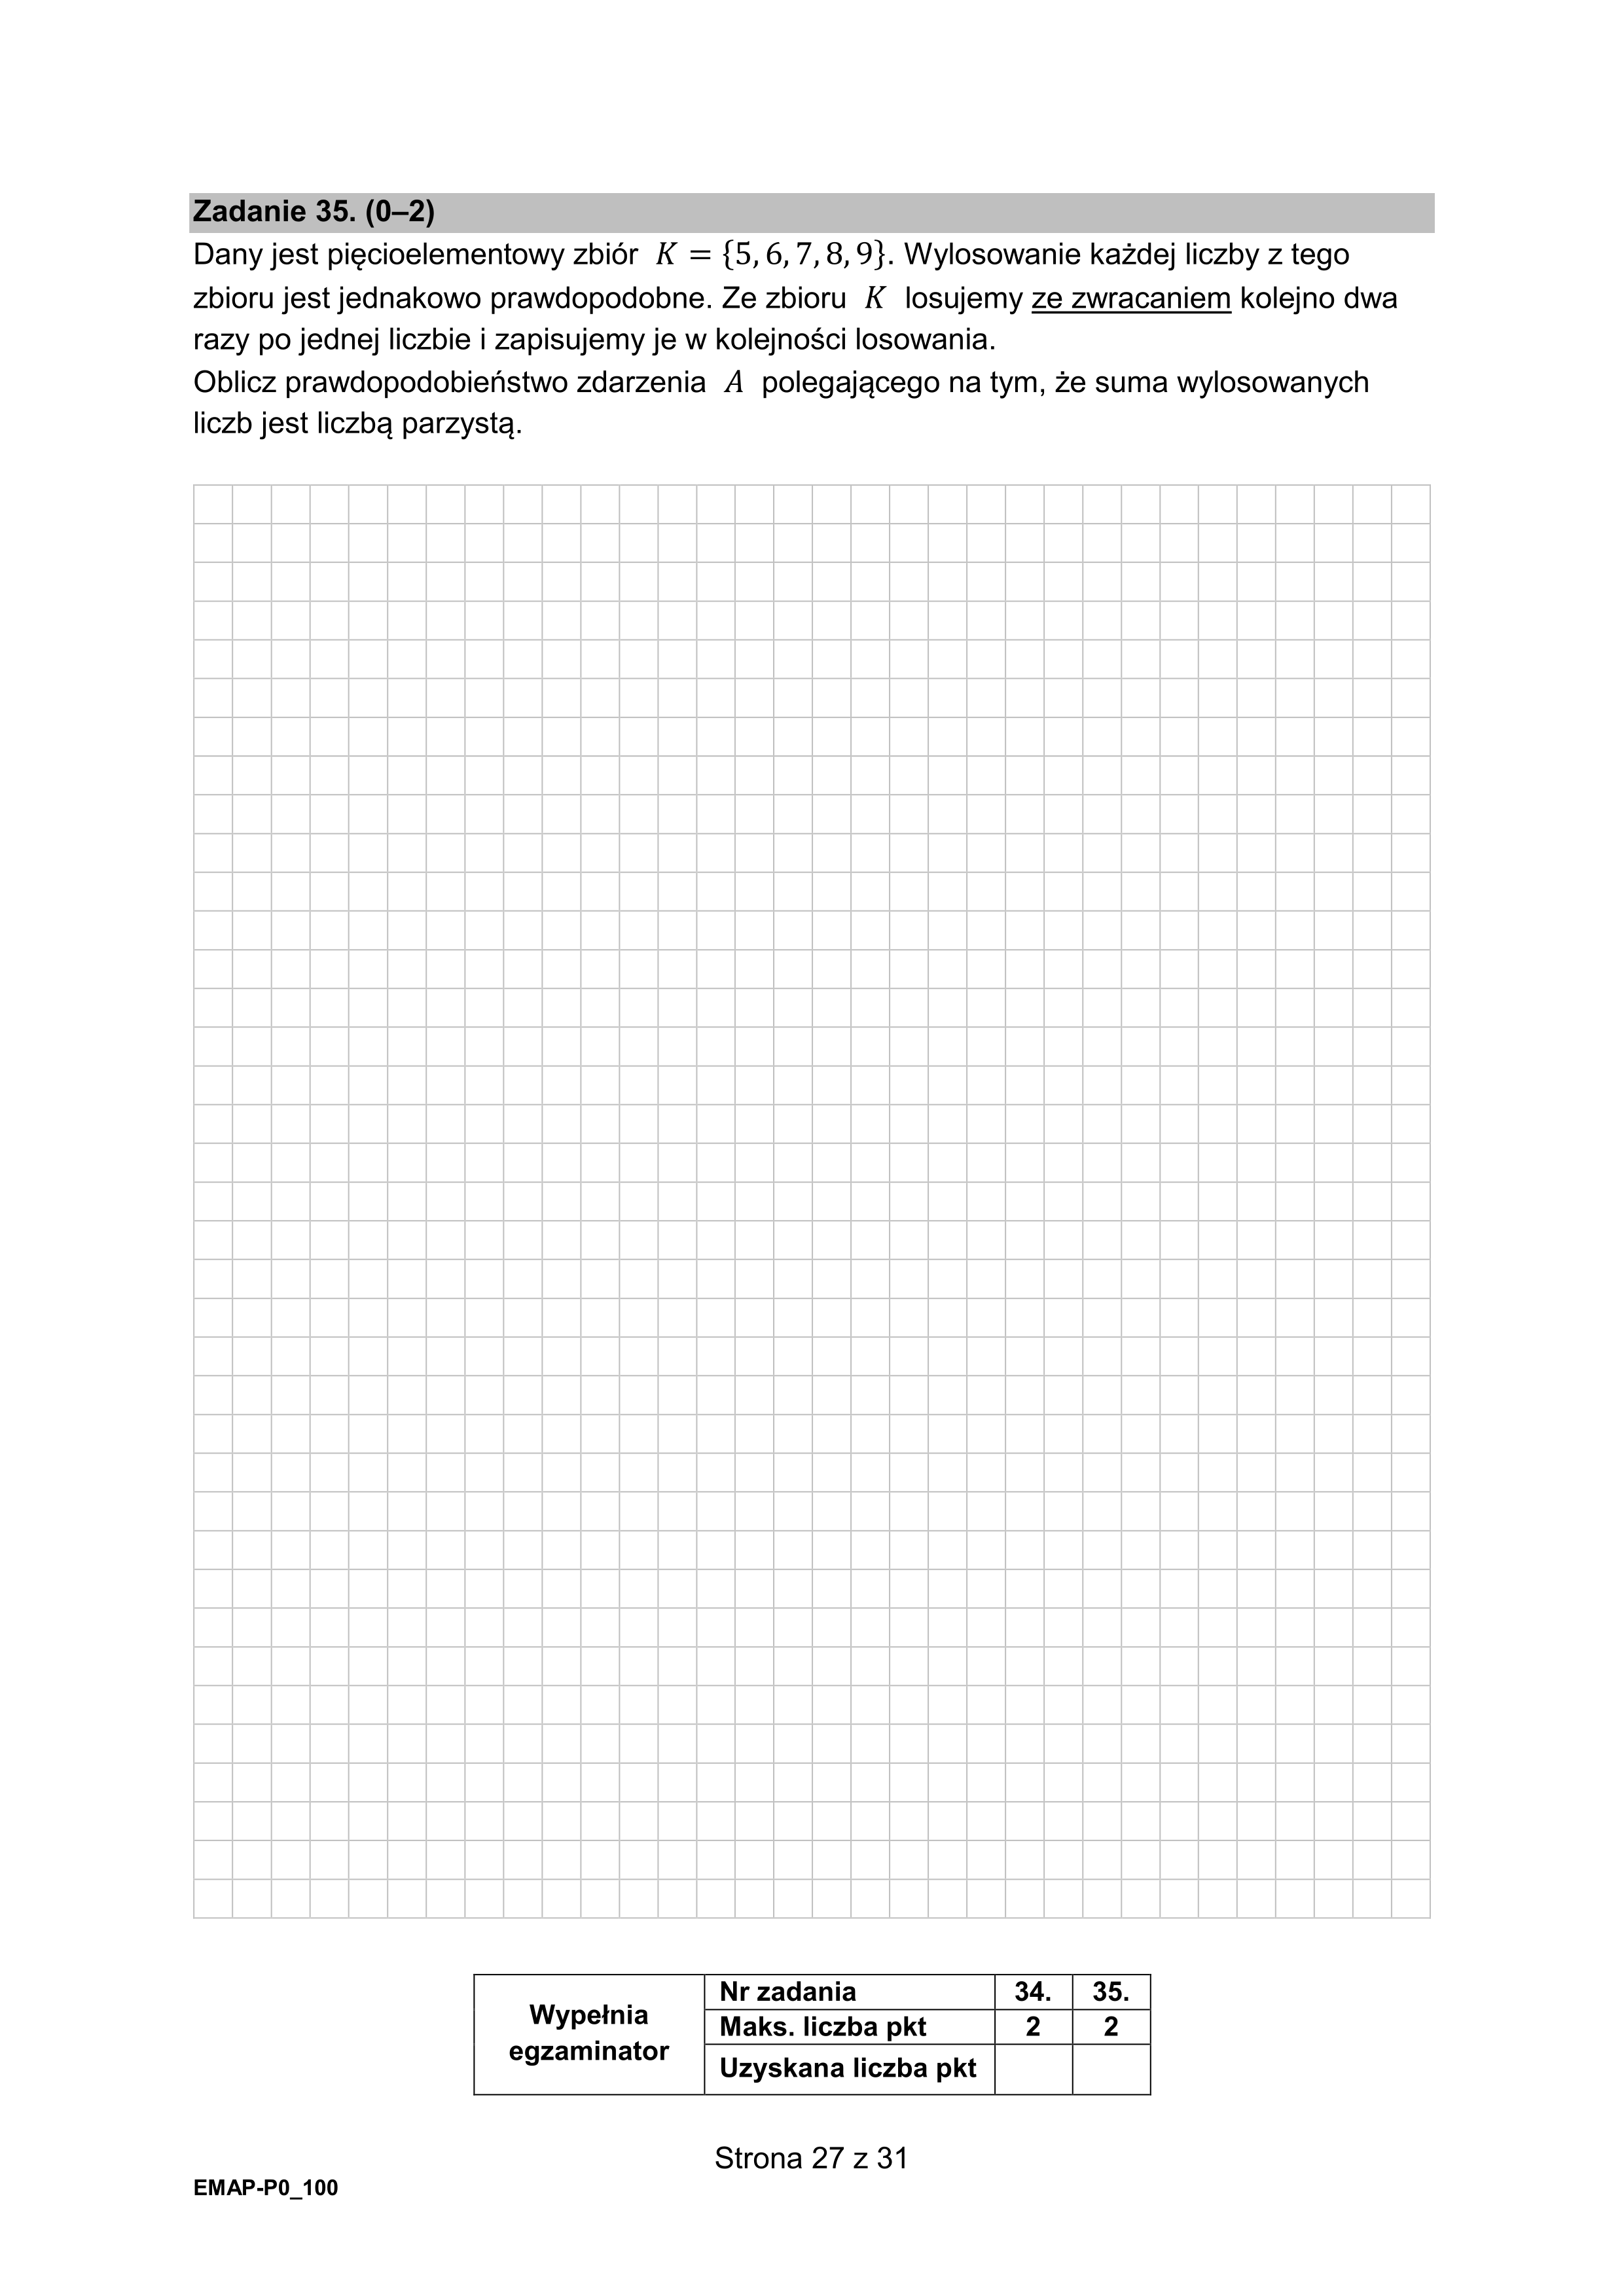 Zadanie 35. (0–2)
Dany jest pięcioelementowy zbiór K = {5, 6, 7, 8, 9}. Wylosowanie każdej liczby z tego
zbioru jest jednakowo prawdopodobne. Ze zbioru K losujemy ze zwracaniem kolejno dwa
razy po jednej liczbie i zapisujemy je w kolejności losowania.
Oblicz prawdopodobieństwo zdarzenia A polegającego na tym, że suma wylosowanych
liczb jest liczbą parzystą.
Wypełnia
egzaminator
Nr zadania 34. 35.
Maks. liczba pkt 2 2
Uzyskana liczba pkt
Strona 27 z 31
EMAP-P0_100